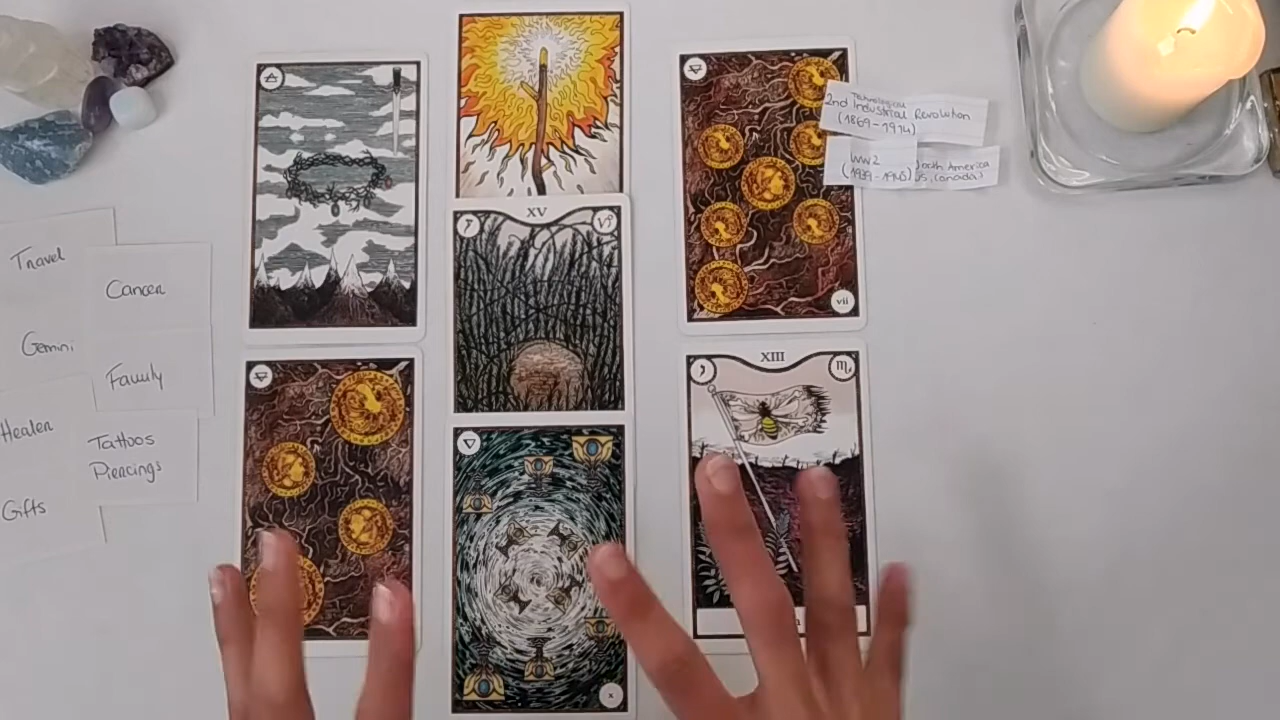 Travel
Cancer
Gemini
Family
Healer
Tattoos
Piercings
Gifts
XV
x
vii
XIII
Technological
2nd Industrial Revolution
(1869-1914)
WW2
(1939-1945)
North America
US, Canada